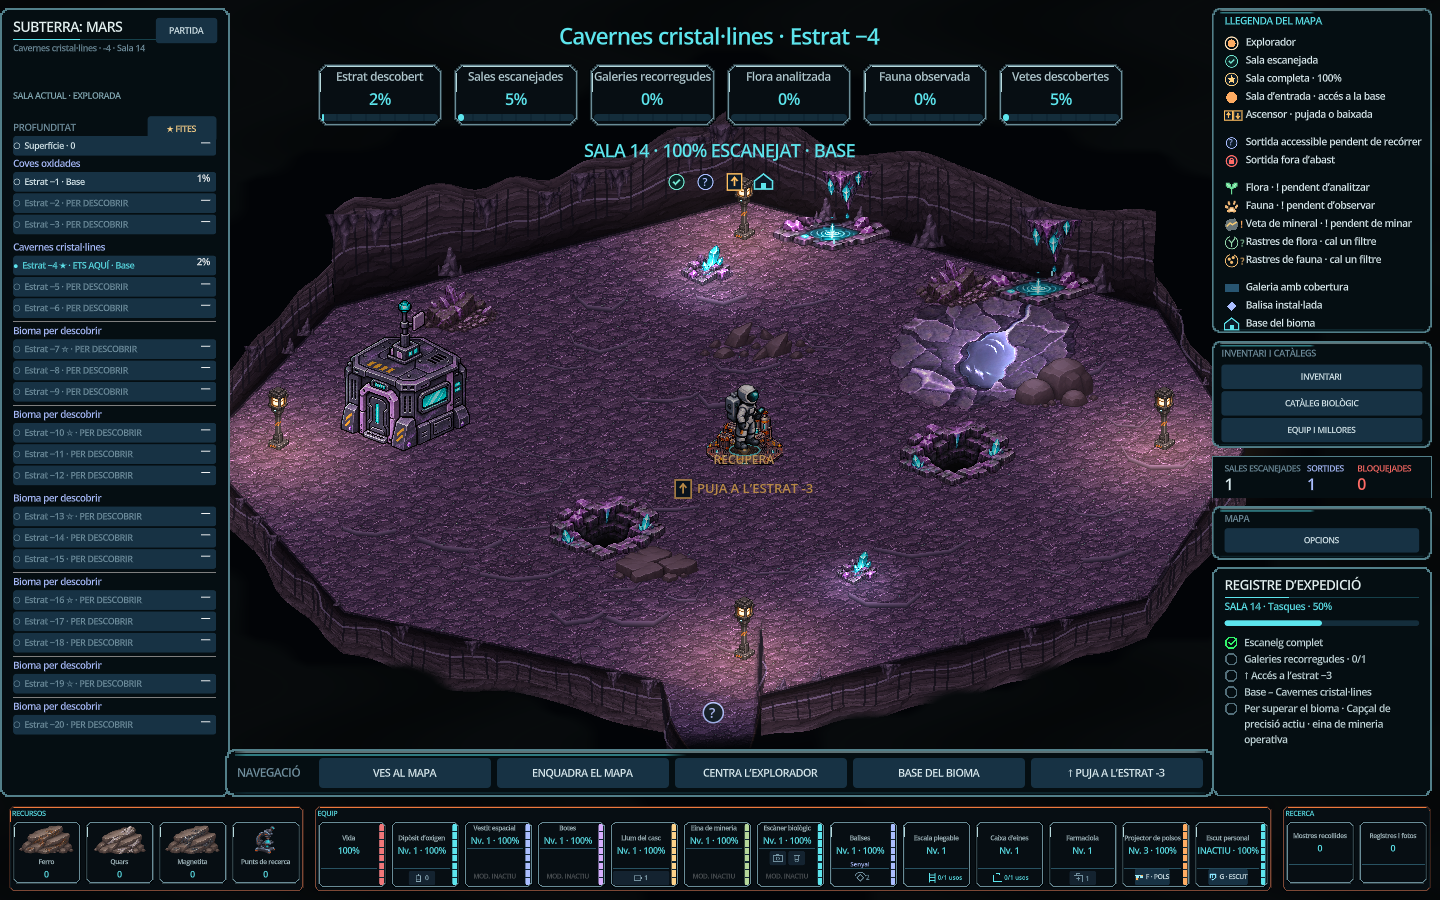 SUBTERRA: MARS
PARTIDA
Cavernes cristal·lines · -4 · Sala 14
SALA ACTUAL · EXPLORADA
PROFUNDITAT
★ FITES
Superfície · 0 —
Coves oxidades
Estrat −1 · Base 1%
Estrat −2 · PER DESCOBRIR —
Estrat −3 · PER DESCOBRIR —
Cavernes cristal·lines
Estrat −4 ★ · ETS AQUÍ · Base 2%
Estrat −5 · PER DESCOBRIR —
Estrat −6 · PER DESCOBRIR —
Bioma per descobrir
Estrat −7 ☆ · PER DESCOBRIR —
Estrat −8 · PER DESCOBRIR —
Estrat −9 · PER DESCOBRIR —
Bioma per descobrir
Estrat −10 ☆ · PER DESCOBRIR —
Estrat −11 · PER DESCOBRIR —
Estrat −12 · PER DESCOBRIR —
Bioma per descobrir
Estrat −13 ☆ · PER DESCOBRIR —
Estrat −14 · PER DESCOBRIR —
Estrat −15 · PER DESCOBRIR —
Bioma per descobrir
Estrat −16 ☆ · PER DESCOBRIR —
Estrat −17 · PER DESCOBRIR —
Estrat −18 · PER DESCOBRIR —
Bioma per descobrir
Estrat −19 ☆ · PER DESCOBRIR —
Bioma per descobrir
Estrat −20 · PER DESCOBRIR —
Cavernes cristal·lines · Estrat −4
Estrat descobert
2%
Sales escanejades
5%
Galeries recorregudes
0%
Flora analitzada
0%
Fauna observada
0%
Vetes descobertes
5%
SALA 14 · 100% ESCANEJAT · BASE
?
RECUPERA
↑ PUJA A L'ESTRAT -3
?
NAVEGACIÓ
VES AL MAPA
ENQUADRA EL MAPA
CENTRA L'EXPLORADOR
BASE DEL BIOMA
↑ PUJA A L'ESTRAT -3
LLEGENDA DEL MAPA
Explorador
Sala escanejada
Sala completa · 100%
Sala d'entrada · accés a la base
Ascensor · pujada o baixada
? Sortida accessible pendent de recórrer
Sortida fora d'abast
Flora · ! pendent d'analitzar
Fauna · ! pendent d'observar
! Veta de mineral · ! pendent de minar
? Rastres de flora · cal un filtre
? Rastres de fauna · cal un filtre
Galeria amb cobertura
Balisa instal·lada
Base del bioma
INVENTARI I CATÀLEGS
INVENTARI
CATÀLEG BIOLÒGIC
EQUIP I MILLORES
SALES ESCANEJADES
1
SORTIDES
1
BLOQUEJADES
0
MAPA
OPCIONS
REGISTRE D'EXPEDICIÓ
SALA 14 · Tasques · 50%
Escaneig complet
Galeries recorregudes · 0/1
↑ Accés a l'estrat −3
Base – Cavernes cristal·lines
Per superar el bioma · Capçal de
precisió actiu · eina de mineria
operativa
RECURSOS
Ferro
0
Quars
0
Magnetita
0
Punts de recerca
0
EQUIP
Vida
100%
Dipòsit d'oxigen
Nv. 1 · 100%
0
Vestit espacial
Nv. 1 · 100%
MOD. INACTIU
Botes
Nv. 1 · 100%
MOD. INACTIU
Llum del casc
Nv. 1 · 100%
1
Eina de mineria
Nv. 1 · 100%
MOD. INACTIU
Escàner biològic
Nv. 1 · 100%
MOD. INACTIU
Balises
Nv. 1 · 100%
Senyal
2
Escala plegable
Nv. 1
0/1 usos
Caixa d'eines
Nv. 1
0/1 usos
Farmaciola
Nv. 1
1
Projector de polsos
Nv. 3 · 100%
F · POLS
Escut personal
INACTIU · 100%
G · ESCUT
RECERCA
Mostres recollides
0
Registres i fotos
0